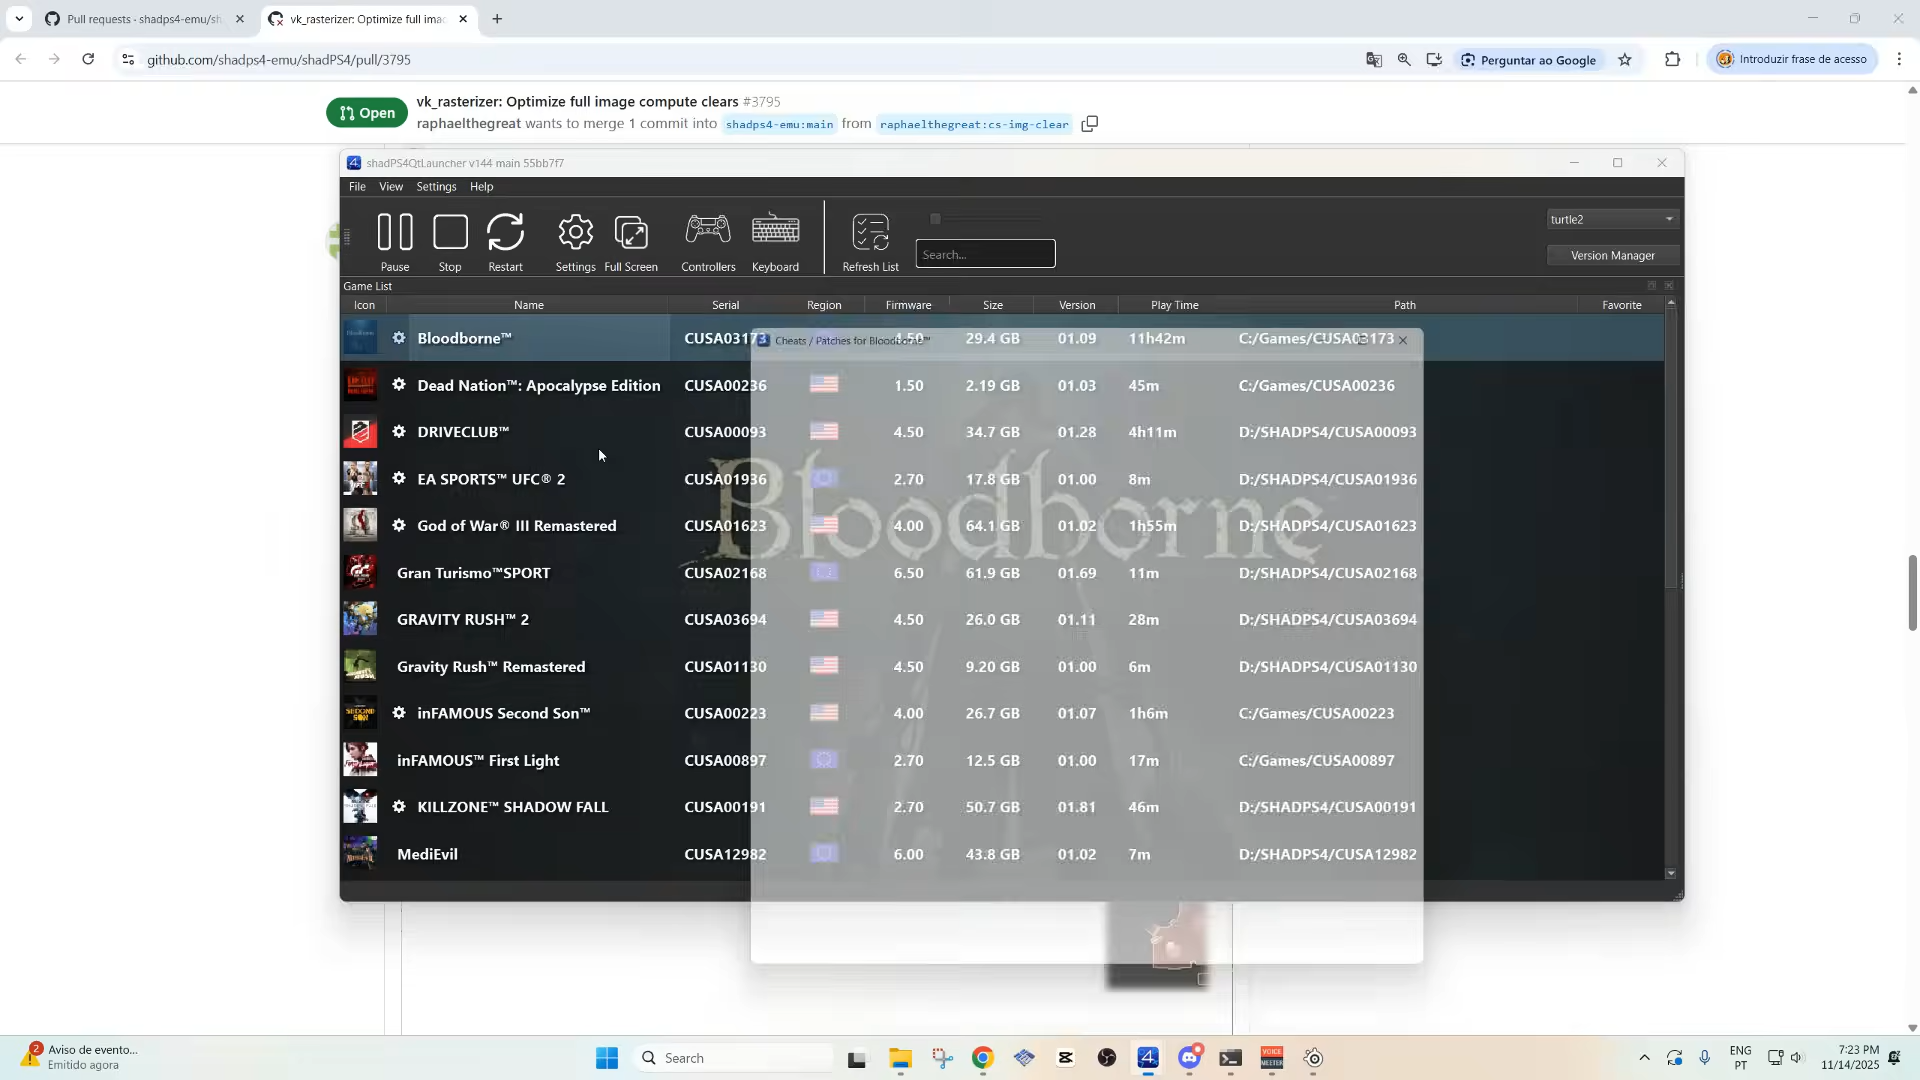 Pull requests · shadps4-emu/sh
vk_rasterizer: Optimize full ima
github.com/shadps4-emu/shadPS4/pull/3795
Perguntar ao Google
Introduzir frase de acesso
Open
vk_rasterizer: Optimize full image compute clears #3795
raphaelthegreat wants to merge 1 commit into shadps4-emu:main from raphaelthegreat:cs-img-clear
shadPS4QtLauncher v144 main 55bb7f7
File View Settings Help
turtle2
Search...
Version Manager
Pause Stop Restart Settings Full Screen Controllers Keyboard Refresh List
Game List
Icon Name Serial Region Firmware Size Version Play Time Path Favorite
Bloodborne™ CUSA03173 4.50 29.4 GB 01.09 11h42m C:/Games/CUSA03173
Cheats / Patches for Bloodborne™
Dead Nation™: Apocalypse Edition CUSA00236 1.50 2.19 GB 01.03 45m C:/Games/CUSA00236
DRIVECLUB™ CUSA00093 4.50 34.7 GB 01.28 4h11m D:/SHADPS4/CUSA00093
EA SPORTS™ UFC® 2 CUSA01936 2.70 17.8 GB 01.00 8m D:/SHADPS4/CUSA01936
Bloodborne
God of War® III Remastered CUSA01623 4.00 64.1 GB 01.02 1h55m D:/SHADPS4/CUSA01623
Gran Turismo™SPORT CUSA02168 6.50 61.9 GB 01.69 11m D:/SHADPS4/CUSA02168
GRAVITY RUSH™ 2 CUSA03694 4.50 26.0 GB 01.11 28m D:/SHADPS4/CUSA03694
Gravity Rush™ Remastered CUSA01130 4.50 9.20 GB 01.00 6m D:/SHADPS4/CUSA01130
inFAMOUS Second Son™ CUSA00223 4.00 26.7 GB 01.07 1h6m C:/Games/CUSA00223
inFAMOUS™ First Light CUSA00897 2.70 12.5 GB 01.00 17m C:/Games/CUSA00897
KILLZONE™ SHADOW FALL CUSA00191 2.70 50.7 GB 01.81 46m D:/SHADPS4/CUSA00191
MediEvil CUSA12982 6.00 43.8 GB 01.02 7m D:/SHADPS4/CUSA12982
2
Aviso de evento...
Emitido agora
Search
VOICE
MEETER
ENG
PT
7:23 PM
11/14/2025